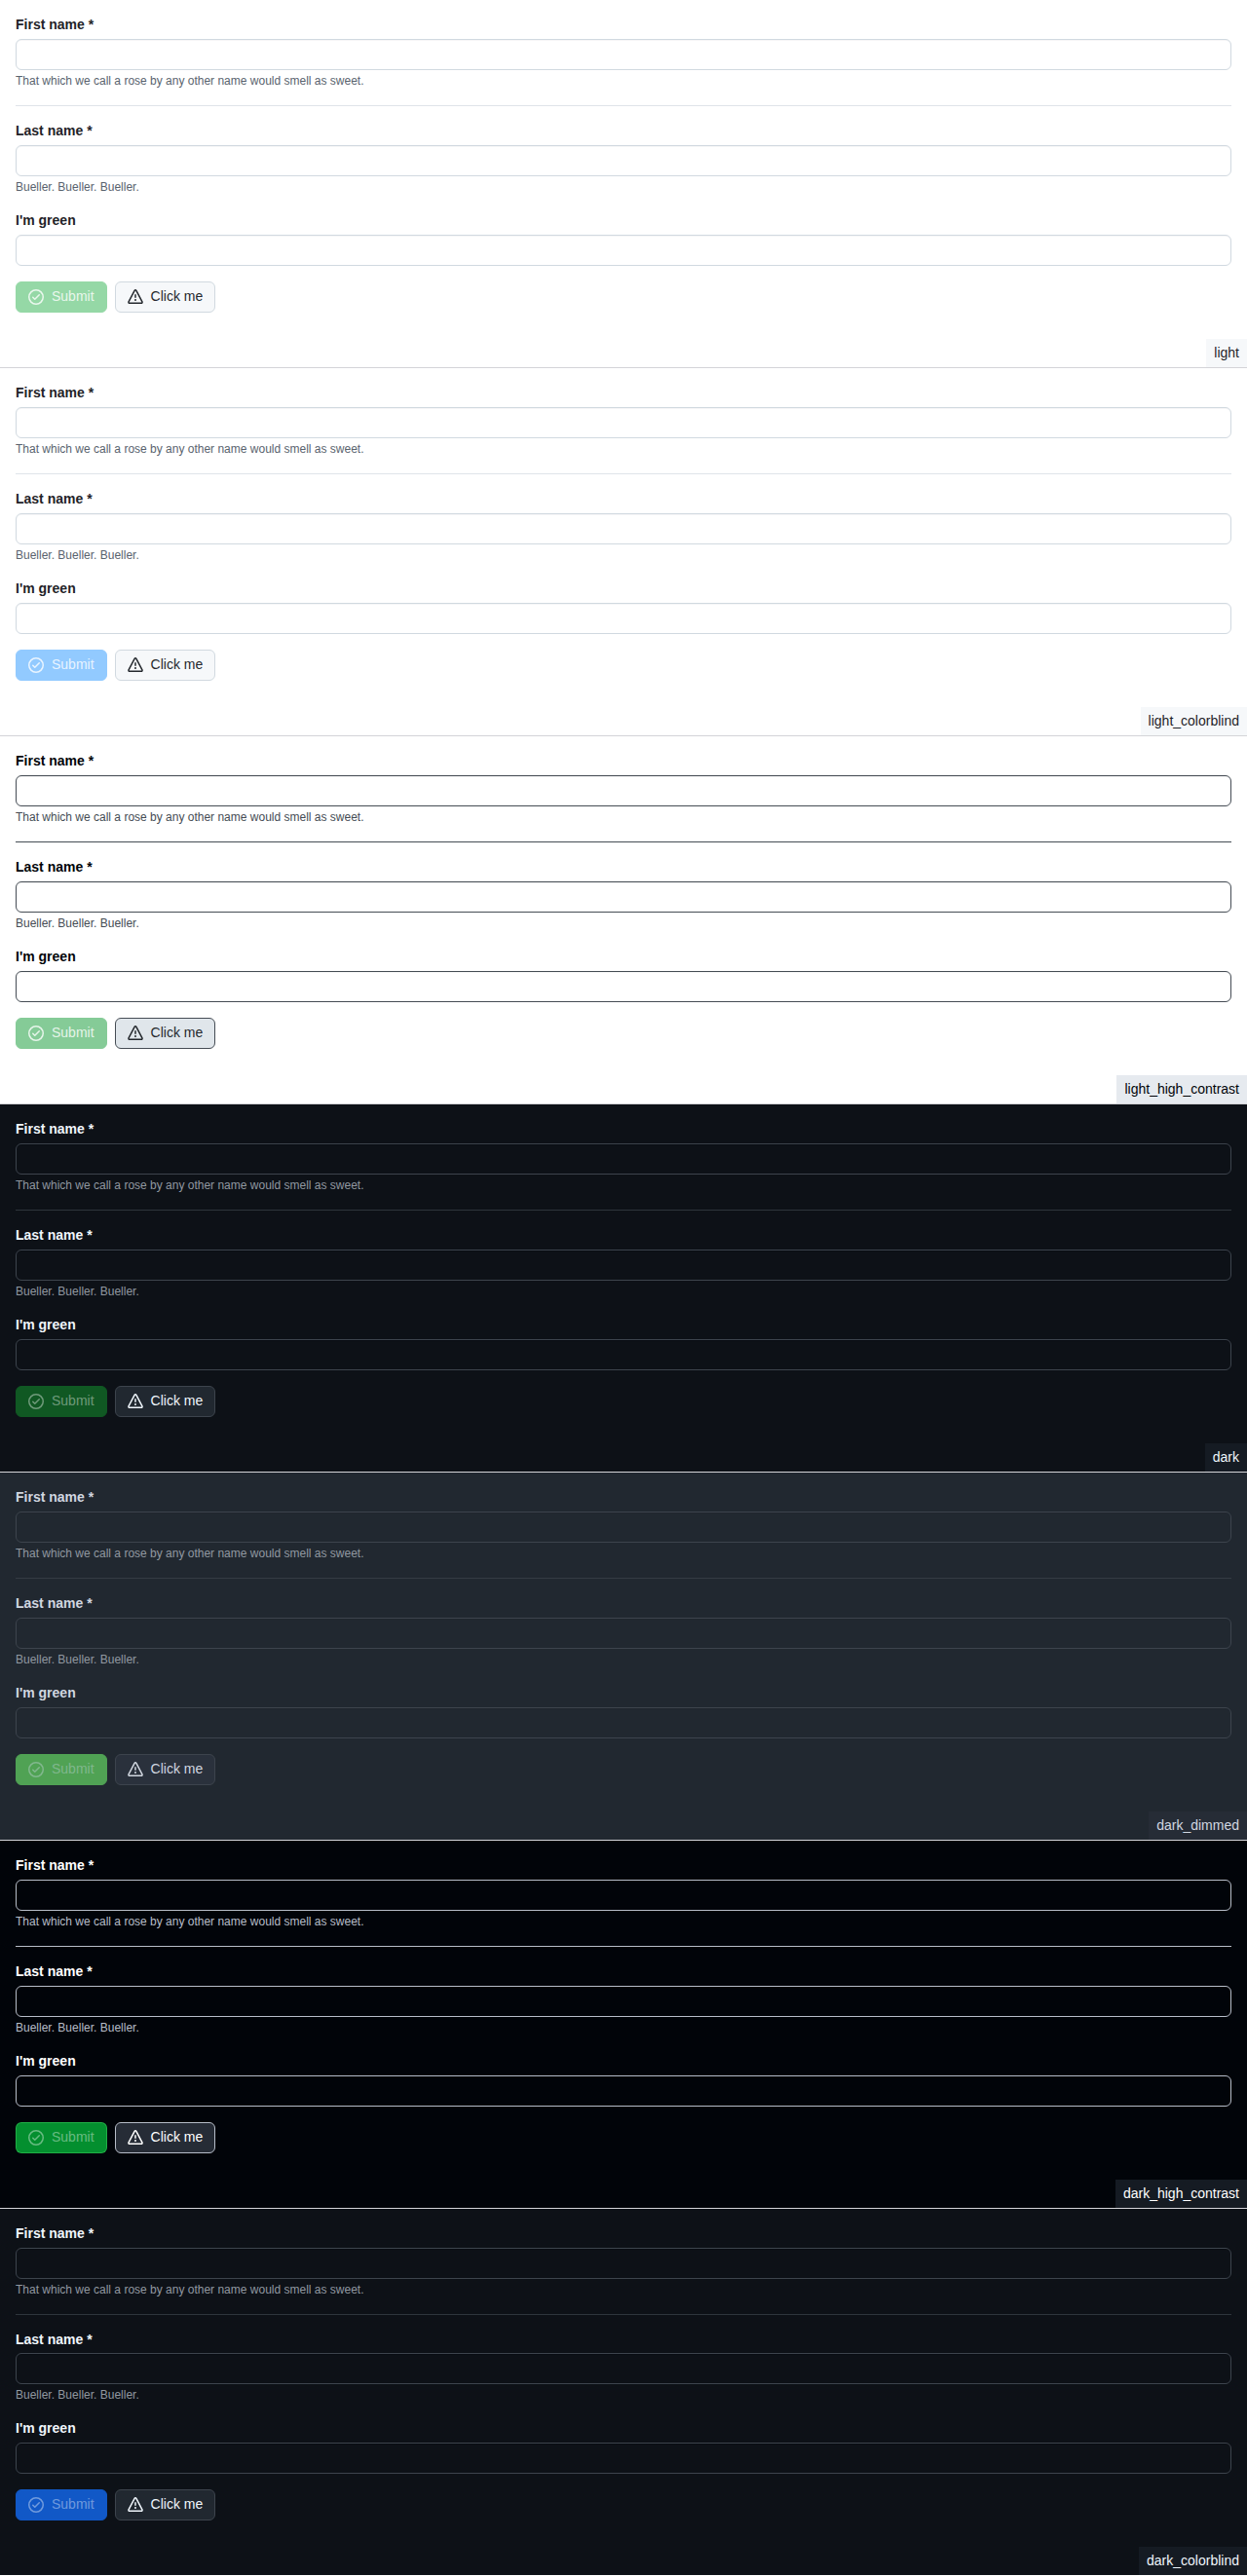 First name *
That which we call a rose by any other name would smell as sweet.
Last name *
Bueller. Bueller. Bueller.
I'm green
Submit Click me
light
First name *
That which we call a rose by any other name would smell as sweet.
Last name *
Bueller. Bueller. Bueller.
I'm green
Submit Click me
light_colorblind
First name *
That which we call a rose by any other name would smell as sweet.
Last name *
Bueller. Bueller. Bueller.
I'm green
Submit Click me
light_high_contrast
First name *
That which we call a rose by any other name would smell as sweet.
Last name *
Bueller. Bueller. Bueller.
I'm green
Submit Click me
dark
First name *
That which we call a rose by any other name would smell as sweet.
Last name *
Bueller. Bueller. Bueller.
I'm green
Submit Click me
dark_dimmed
First name *
That which we call a rose by any other name would smell as sweet.
Last name *
Bueller. Bueller. Bueller.
I'm green
Submit Click me
dark_high_contrast
First name *
That which we call a rose by any other name would smell as sweet.
Last name *
Bueller. Bueller. Bueller.
I'm green
Submit Click me
dark_colorblind